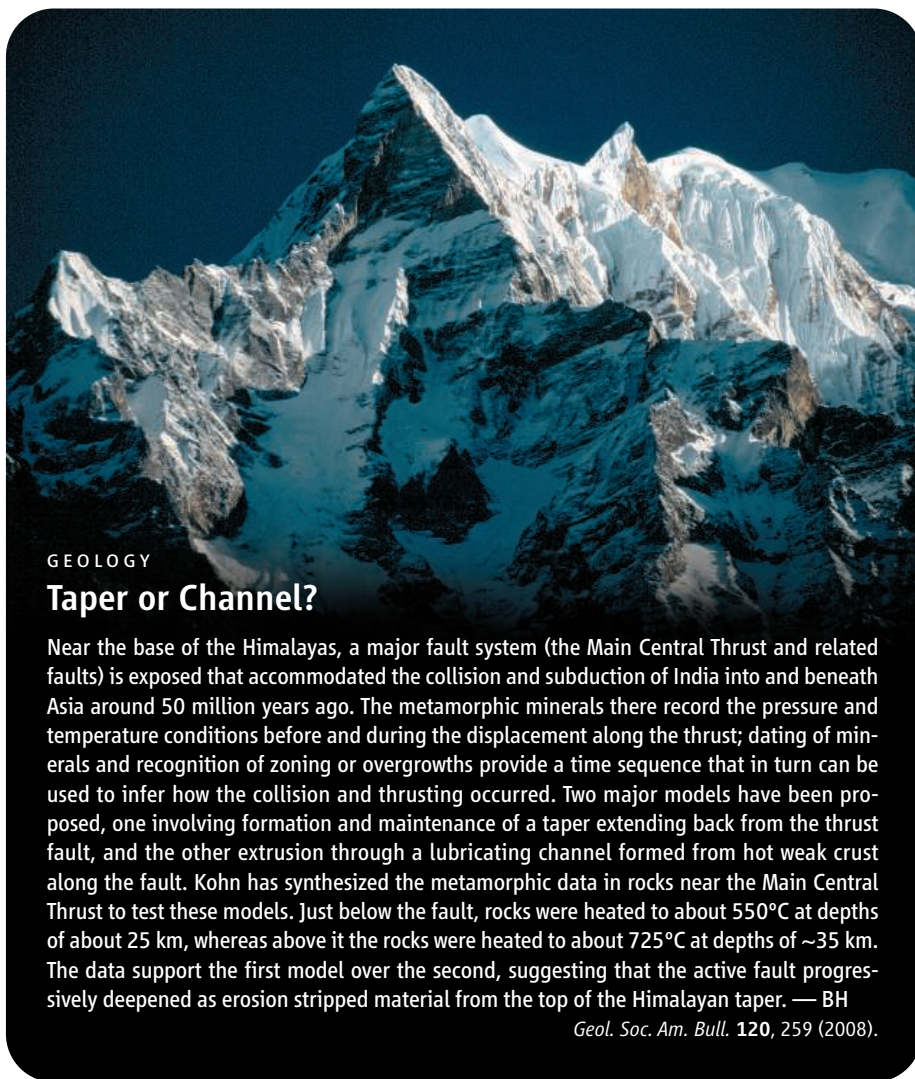 GEOLOGY
Taper or Channel?
Near the base of the Himalayas, a major fault system (the Main Central Thrust and related
faults) is exposed that accommodated the collision and subduction of India into and beneath
Asia around 50 million years ago. The metamorphic minerals there record the pressure and
temperature conditions before and during the displacement along the thrust; dating of min-
erals and recognition of zoning or overgrowths provide a time sequence that in turn can be
used to infer how the collision and thrusting occurred. Two major models have been pro-
posed, one involving formation and maintenance of a taper extending back from the thrust
fault, and the other extrusion through a lubricating channel formed from hot weak crust
along the fault. Kohn has synthesized the metamorphic data in rocks near the Main Central
Thrust to test these models. Just below the fault, rocks were heated to about 550°C at depths
of about 25 km, whereas above it the rocks were heated to about 725°C at depths of ~35 km.
The data support the first model over the second, suggesting that the active fault progres-
sively deepened as erosion stripped material from the top of the Himalayan taper. — BH
Geol. Soc. Am. Bull. 120, 259 (2008).